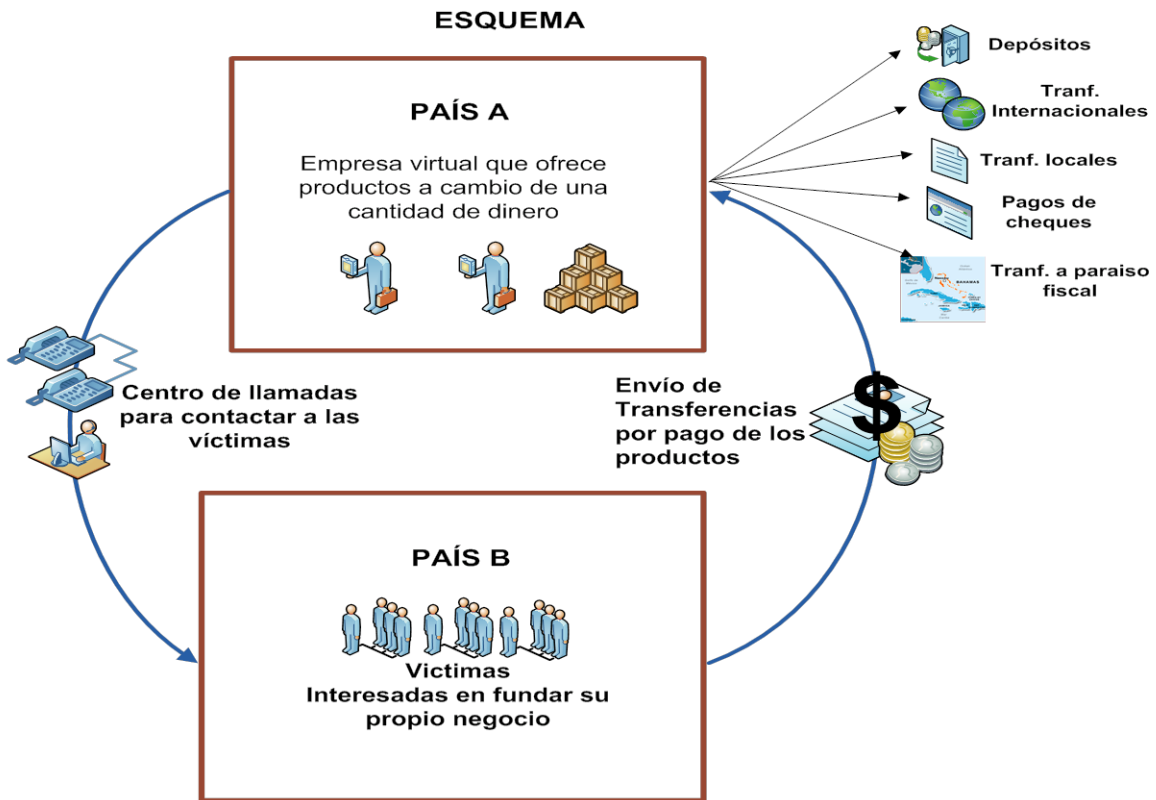 ESQUEMA
PAÍS A
Empresa virtual que ofrece
productos a cambio de una
cantidad de dinero
Depósitos
Tranf.
Internacionales
Tranf. locales
Pagos de
cheques
Tranf. a paraiso
fiscal
BAHAMAS
Centro de llamadas
para contactar a las
víctimas
Envío de
Transferencias
por pago de los
productos
$
PAÍS B
Victimas
Interesadas en fundar su
propio negocio